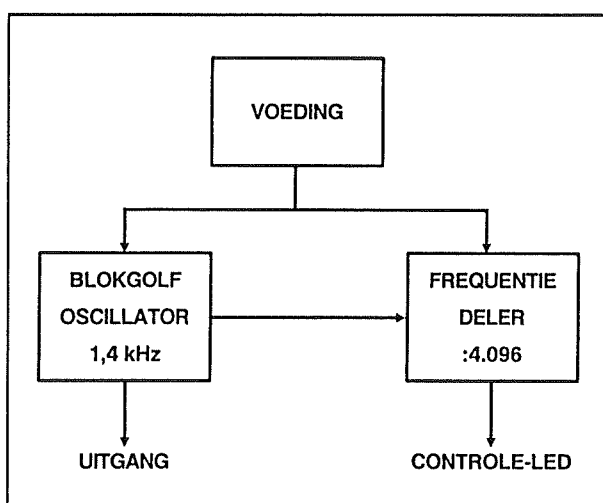 VOEDING
BLOKGOLF
OSCILLATOR
1,4 kHz
FREQUENTIE
DELER
:4.096
UITGANG
CONTROLE-LED